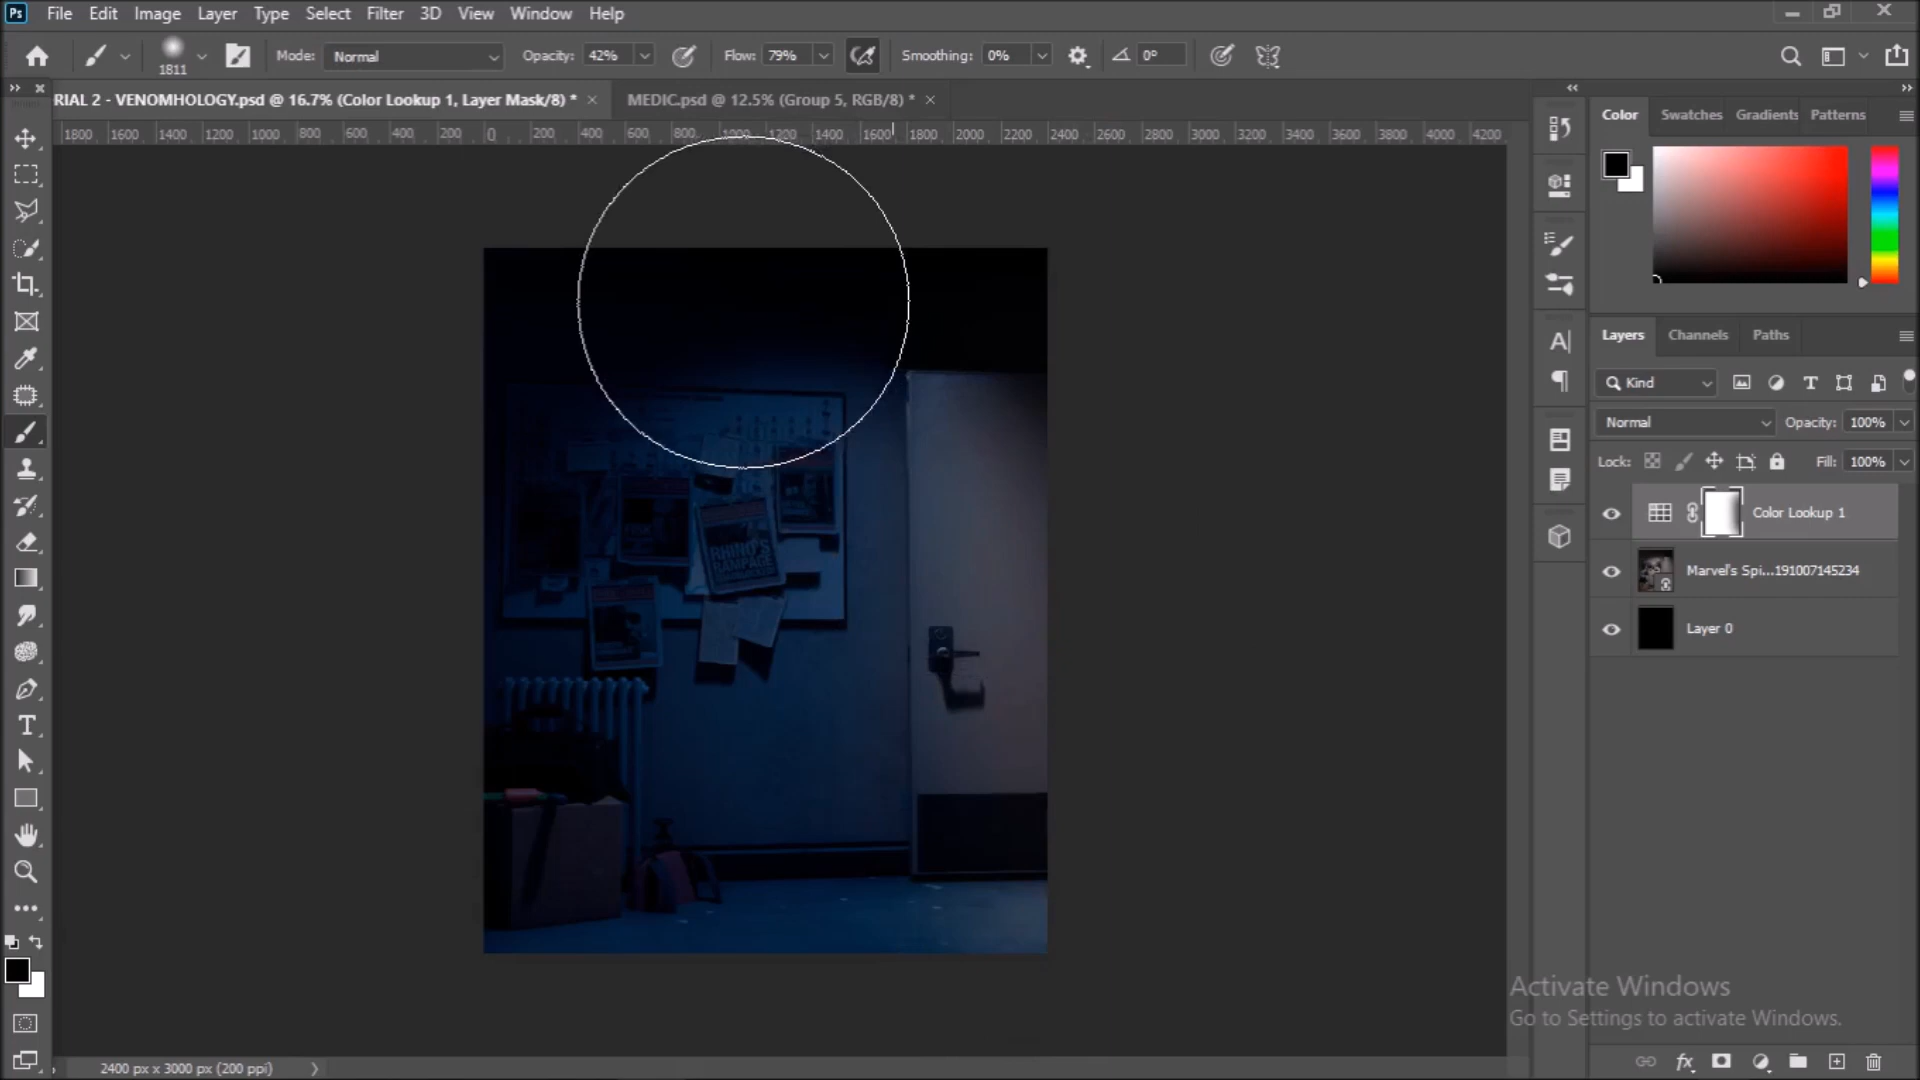 Ps File Edit Image Layer Type Select Filter 3D View Window Help
1811 Mode: Normal Opacity: 42% Flow: 79% Smoothing: 0% 0°
RIAL 2 - VENOMHOLOGY.psd @ 16.7% (Color Lookup 1, Layer Mask/8) * MEDIC.psd @ 12.5% (Group 5, RGB/8) *
1800 1600 1400 1200 1000 800 600 400 200 0 200 400 600 800 1000 1200 1400 1600 1800 2000 2200 2400 2600 2800 3000 3200 3400 3600 3800 4000 4200
Color Swatches Gradients Patterns
Layers Channels Paths
Kind
Normal Opacity: 100%
Lock: Fill: 100%
Color Lookup 1
Marvel's Spi...191007145234
Layer 0
RHINO'S
RAMPAGE
Activate Windows
Go to Settings to activate Windows.
2400 px x 3000 px (200 ppi)